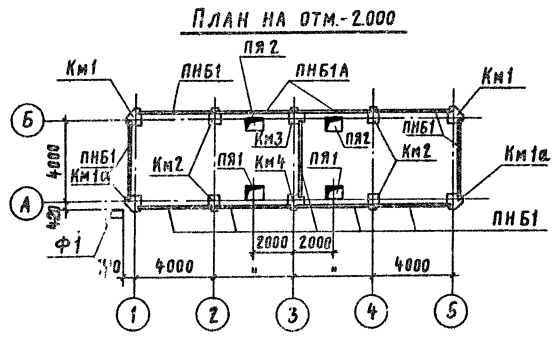 ПЛАН НА ОТМ.-2.000
Км1 ПНБ1 ПЯ2 ПНБ1А Км1
Б
Км3 ПЯ2 ПНБ1
4000 ПНБ1 Км1а Км2 ПЯ1 Км4 ПЯ1 Км2 Км1а
А
420
ПНБ1
Ф1
2000 2000
4000 " " 4000
1 2 3 4 5